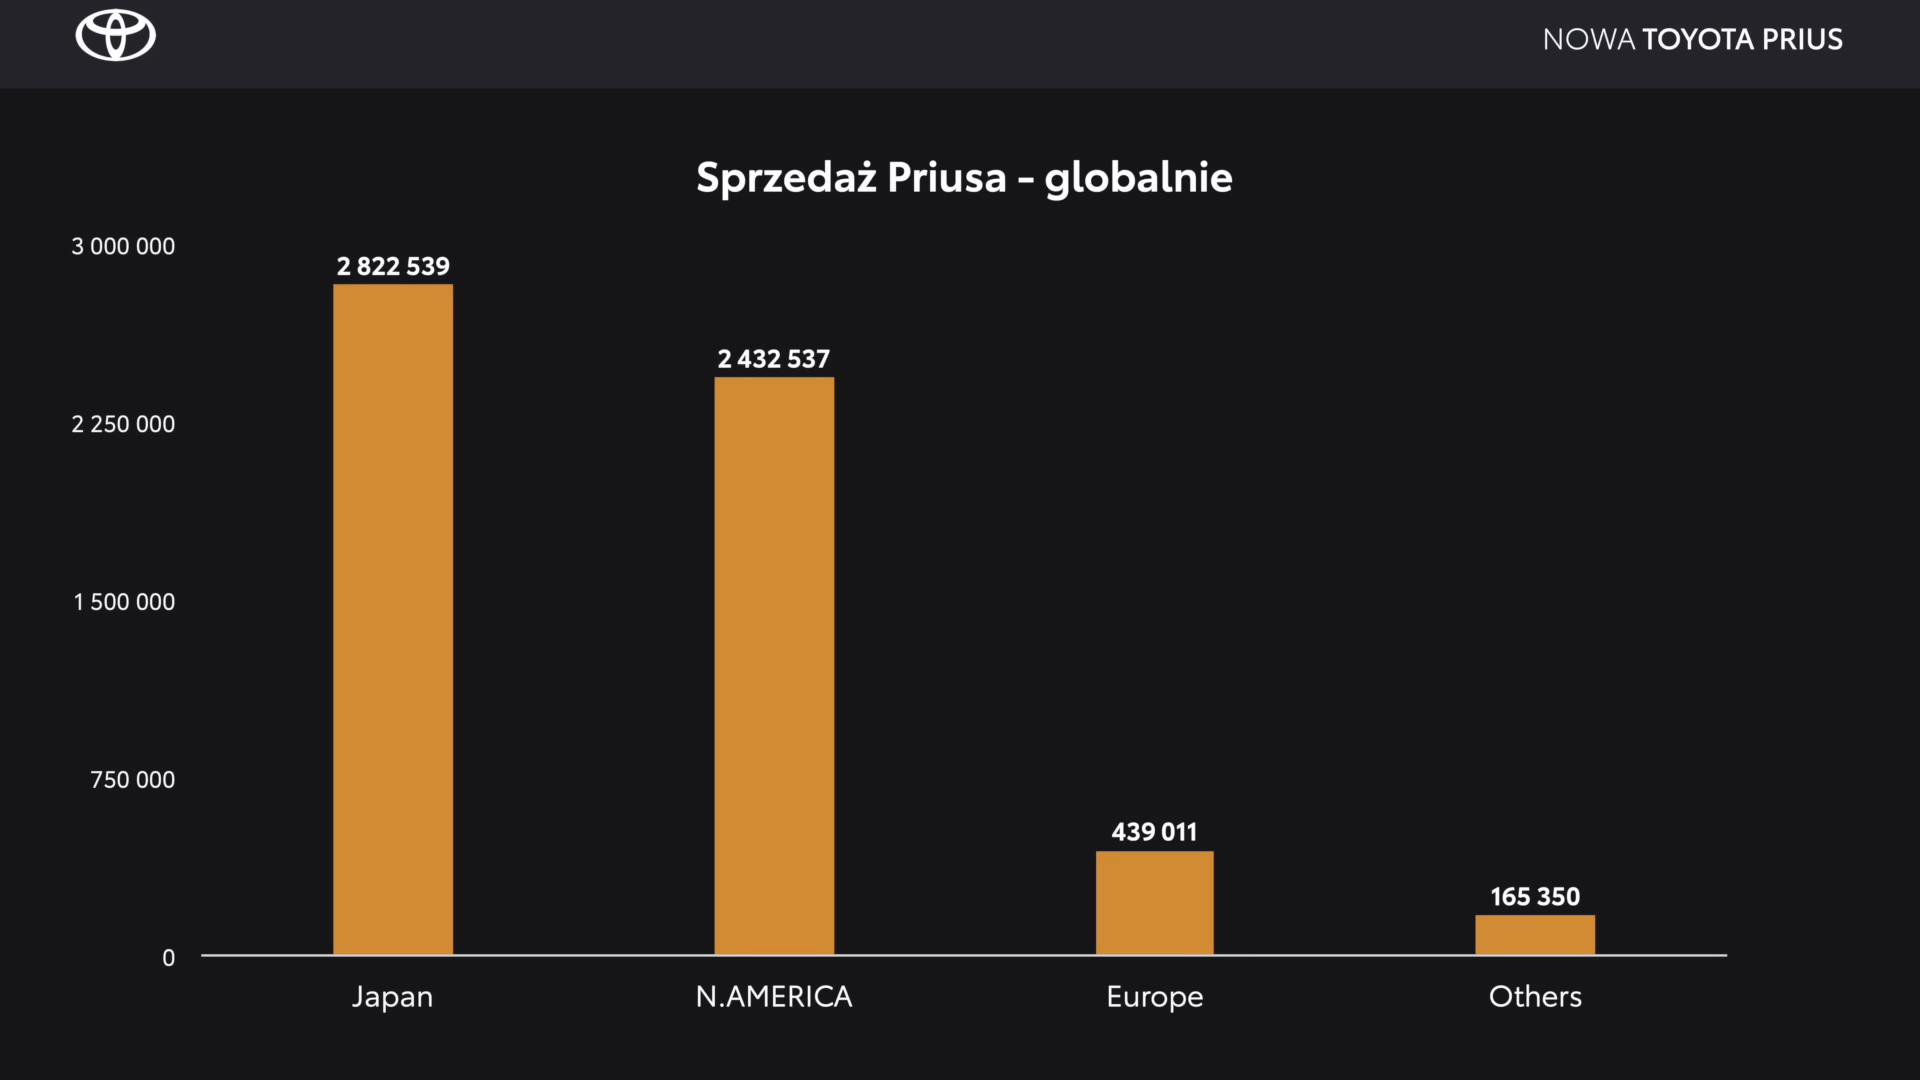 NOWA TOYOTA PRIUS
Sprzedaż Priusa - globalnie
3 000 000
2 822 539
2 432 537
2 250 000
1 500 000
750 000
439 011
165 350
0
Japan N.AMERICA Europe Others